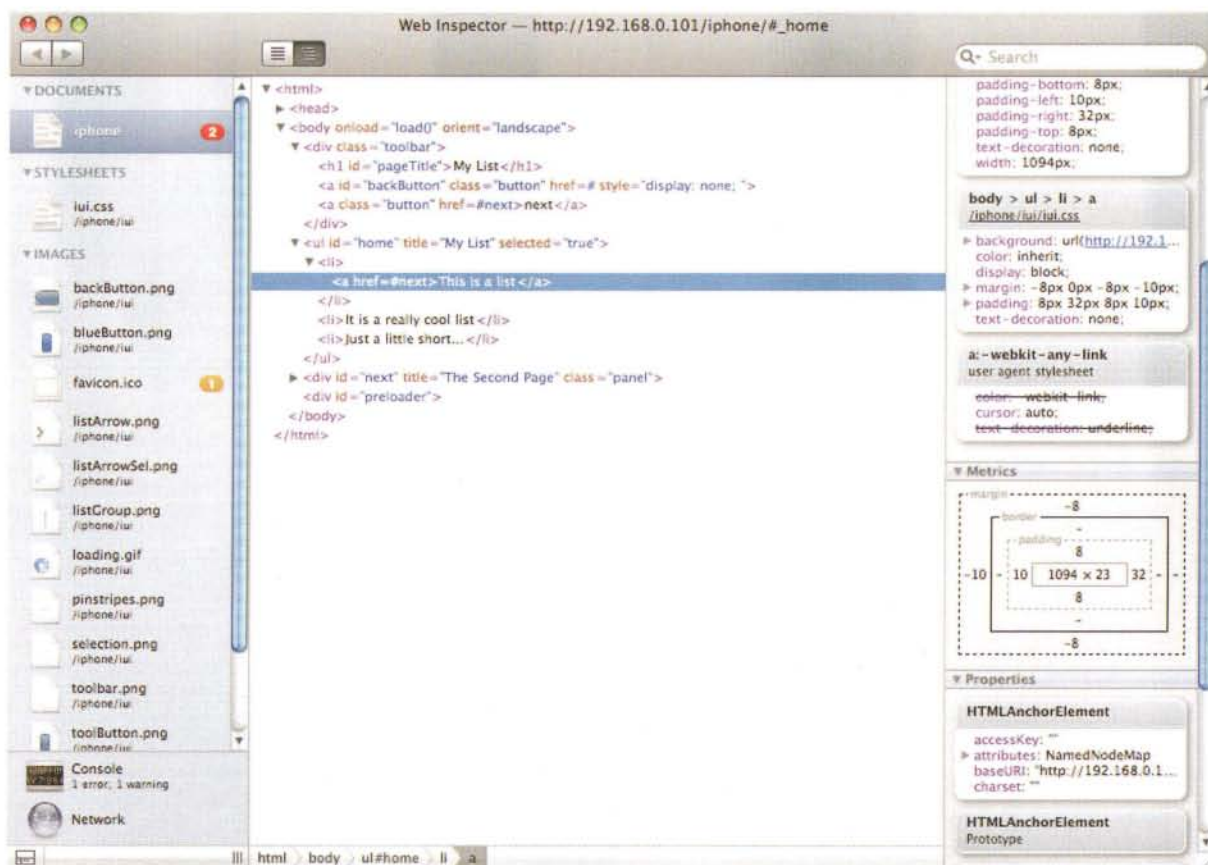 Web Inspector — http://192.168.0.101/iphone/#_home
Search
DOCUMENTS
iphone
2
STYLESHEETS
iui.css
/iphone/iui
IMAGES
backButton.png
/iphone/iui
blueButton.png
/iphone/iui
favicon.ico
1
listArrow.png
/iphone/iui
listArrowSel.png
/iphone/iui
listGroup.png
/iphone/iui
loading.gif
/iphone/iui
pinstripes.png
/iphone/iui
selection.png
/iphone/iui
toolbar.png
/iphone/iui
toolButton.png
/iphone/iui
Console
1 error, 1 warning
Network
<html>
<head>
<body onload="load()" orient="landscape">
<div class="toolbar">
<h1 id="pageTitle">My List</h1>
<a id="backButton" class="button" href=# style="display: none; ">
<a class="button" href=#next>next</a>
</div>
<ul id="home" title="My List" selected="true">
<li>
<a href=#next>This is a list</a>
</li>
<li>It is a really cool list</li>
<li>Just a little short...</li>
</ul>
<div id="next" title="The Second Page" class="panel">
<div id="preloader">
</body>
</html>
html body ul#home li a
padding-bottom: 8px;
padding-left: 10px;
padding-right: 32px;
padding-top: 8px;
text-decoration: none;
width: 1094px;
body > ul > li > a
/iphone/iui/iui.css
background: url(http://192.1...
color: inherit;
display: block;
margin: -8px 0px -8px -10px;
padding: 8px 32px 8px 10px;
text-decoration: none;
a:-webkit-any-link
user agent stylesheet
color: -webkit-link;
cursor: auto;
text-decoration: underline;
Metrics
margin
-8
border
-
padding
8
-10 - 10 1094 × 23 32 - -
8
-
-8
Properties
HTMLAnchorElement
accessKey: ""
attributes: NamedNodeMap
baseURI: "http://192.168.0.1...
charset: ""
HTMLAnchorElement
Prototype